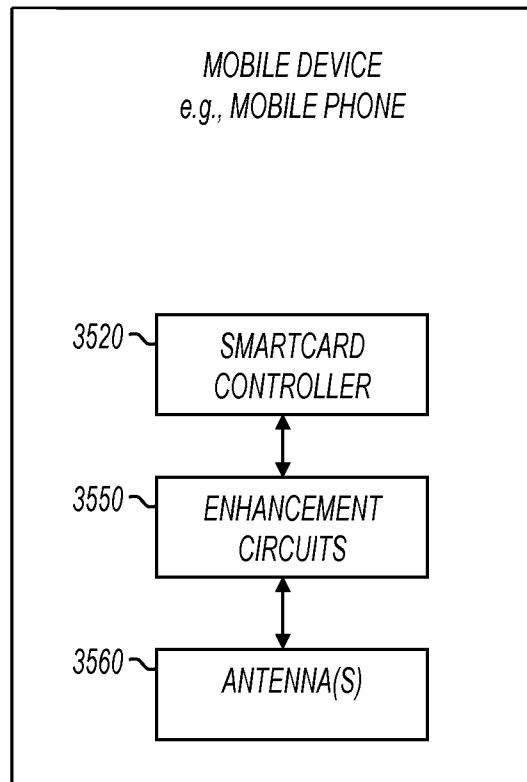 MOBILE DEVICE
e.g., MOBILE PHONE
3520
SMARTCARD
CONTROLLER
3550
ENHANCEMENT
CIRCUITS
3560
ANTENNA(S)